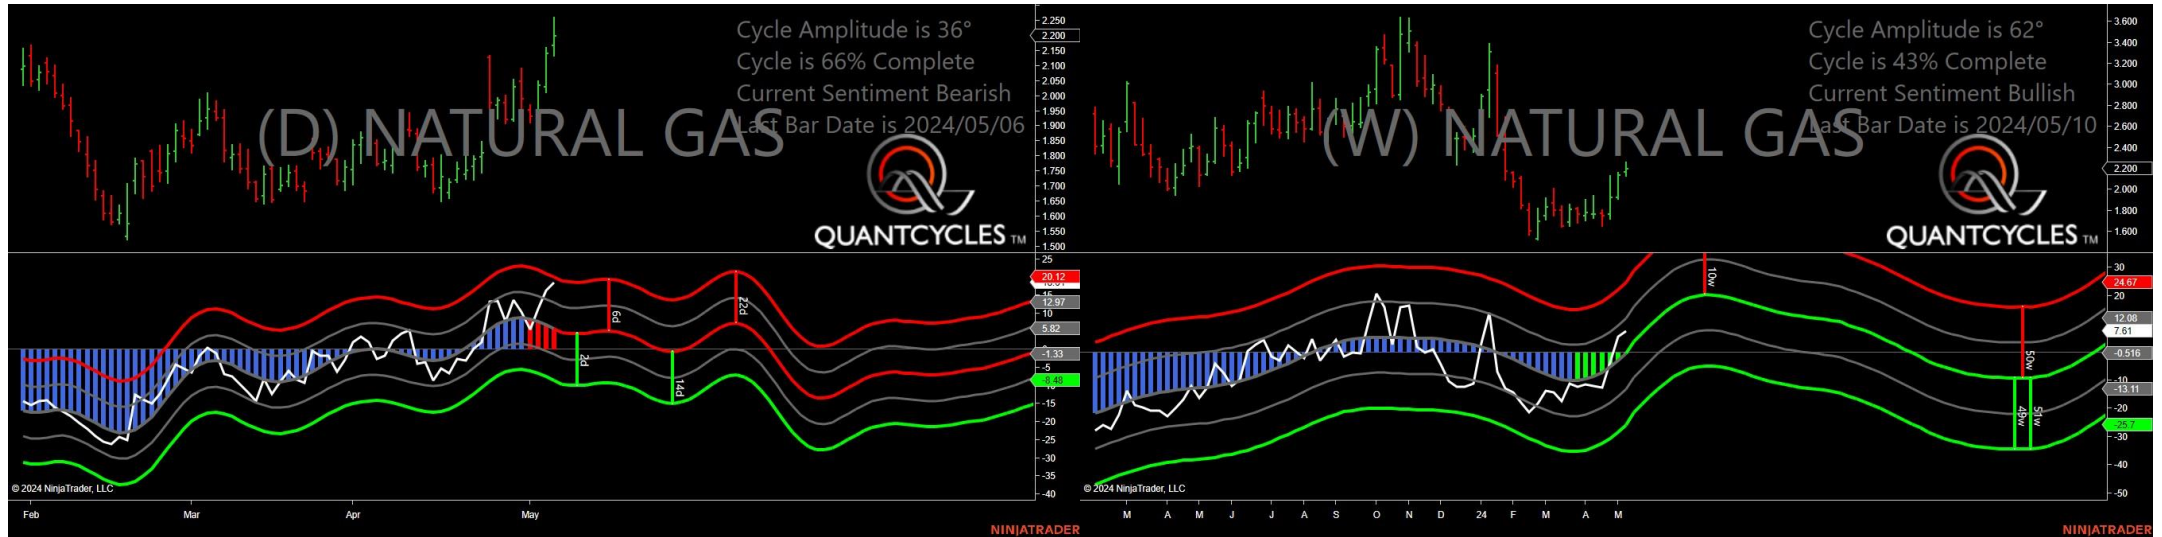 Cycle Amplitude is 36°
Cycle is 66% Complete
Current Sentiment Bearish
Last Bar Date is 2024/05/06
(D) NATURAL GAS
QUANTCYCLES TM
2.250
2.200
2.150
2.100
2.050
2.000
1.950
1.900
1.850
1.800
1.750
1.700
1.650
1.600
1.550
1.500
25
20.12
15
12.97
10
5.82
-1.33
-5
-8.48
-15
-20
-25
-30
-35
-40
2d
6d
14d
22d
© 2024 NinjaTrader, LLC
Feb Mar Apr May
NINJATRADER
Cycle Amplitude is 62°
Cycle is 43% Complete
Current Sentiment Bullish
Last Bar Date is 2024/05/10
(W) NATURAL GAS
QUANTCYCLES TM
3.600
3.400
3.200
3.000
2.800
2.600
2.400
2.200
2.000
1.800
1.600
30
24.67
20
12.08
7.61
-0.516
-10
-13.11
-20
-25.7
-30
-40
-50
10w
50w
49w
51w
© 2024 NinjaTrader, LLC
M A M J J A S O N D 24 F M A M
NINJATRADER